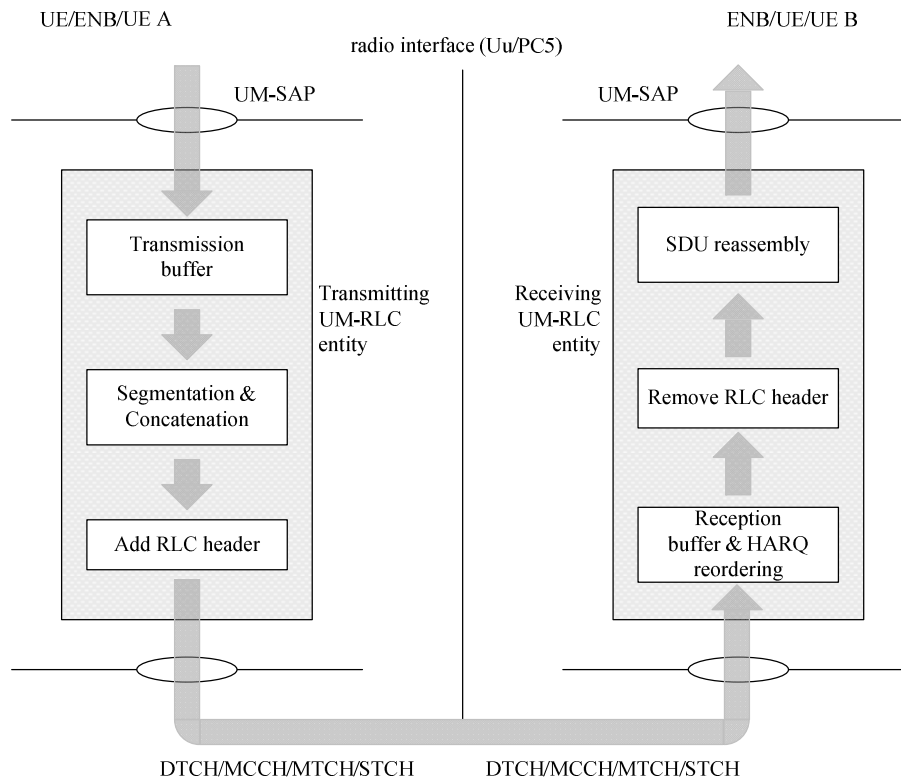 UE/ENB/UE A
ENB/UE/UE B
radio interface (Uu/PC5)
UM-SAP
UM-SAP
Transmission
buffer
Transmitting
UM-RLC
entity
Segmentation &
Concatenation
Add RLC header
SDU reassembly
Receiving
UM-RLC
entity
Remove RLC header
Reception
buffer & HARQ
reordering
DTCH/MCCH/MTCH/STCH
DTCH/MCCH/MTCH/STCH